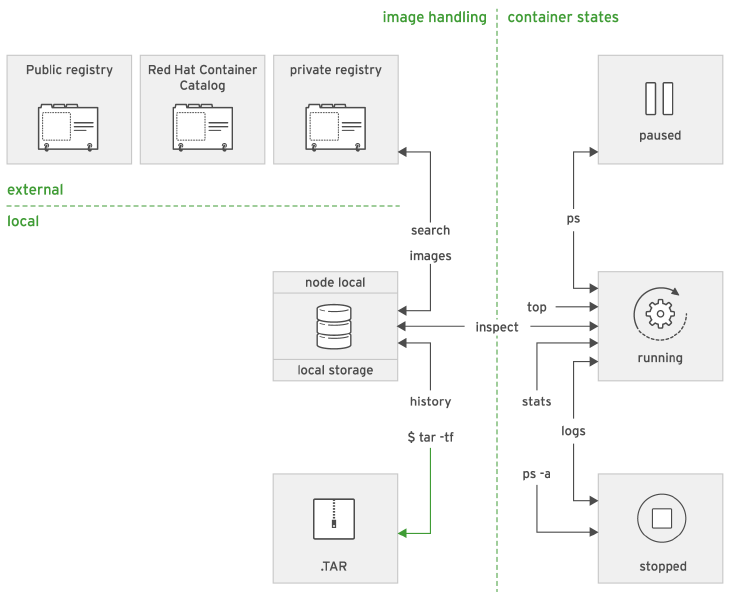 image handling
container states
Public registry
Red Hat Container
Catalog
private registry
paused
external
local
search
images
ps
node local
local storage
top
inspect
running
history
stats
$ tar -tf
logs
ps -a
.TAR
stopped